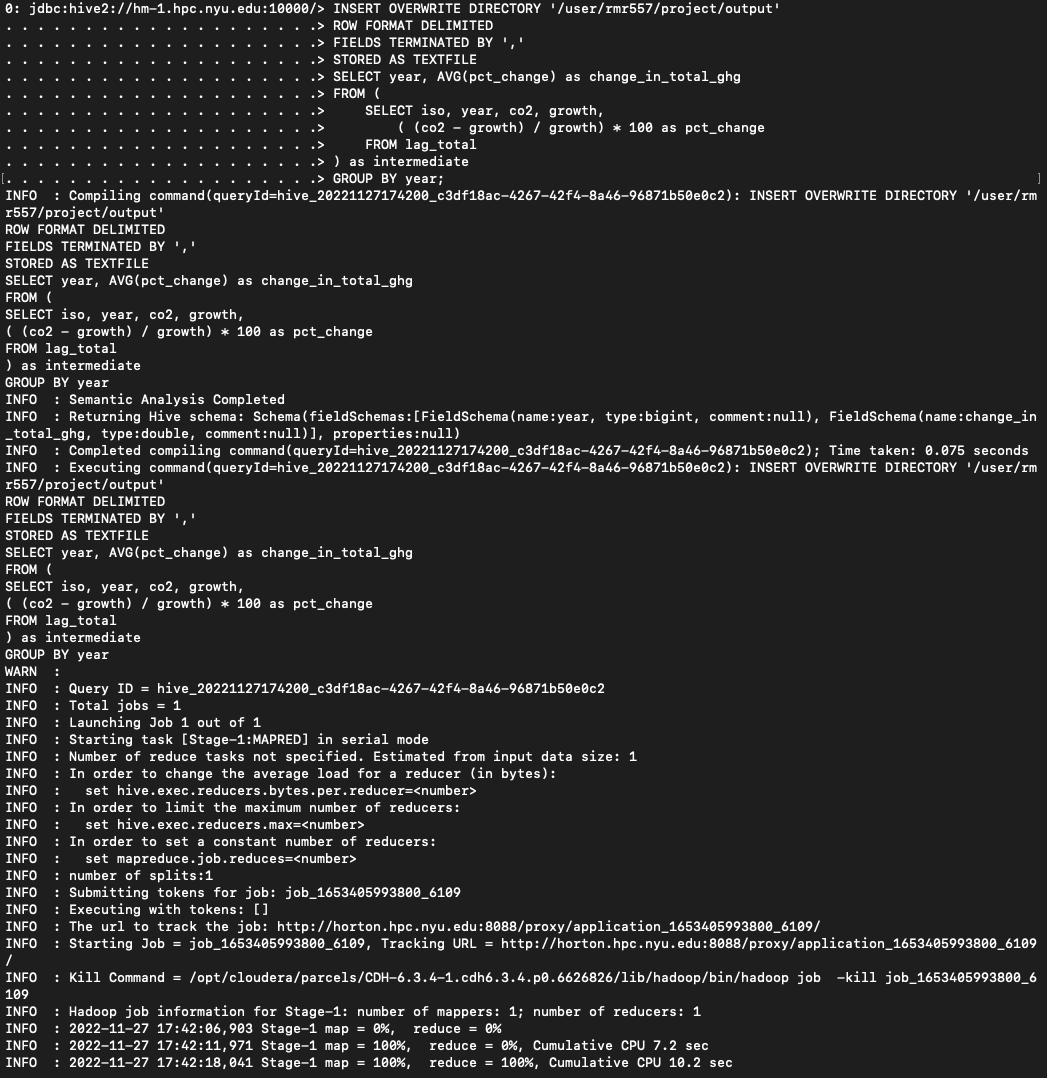 0: jdbc:hive2://hm-1.hpc.nyu.edu:10000/> INSERT OVERWRITE DIRECTORY '/user/rmr557/project/output'
. . . . . . . . . . . . . . . . . . . .> ROW FORMAT DELIMITED
. . . . . . . . . . . . . . . . . . . .> FIELDS TERMINATED BY ','
. . . . . . . . . . . . . . . . . . . .> STORED AS TEXTFILE
. . . . . . . . . . . . . . . . . . . .> SELECT year, AVG(pct_change) as change_in_total_ghg
. . . . . . . . . . . . . . . . . . . .> FROM (
. . . . . . . . . . . . . . . . . . . .>     SELECT iso, year, co2, growth,
. . . . . . . . . . . . . . . . . . . .>         ( (co2 - growth) / growth) * 100 as pct_change
. . . . . . . . . . . . . . . . . . . .>     FROM lag_total
. . . . . . . . . . . . . . . . . . . .> ) as intermediate
[. . . . . . . . . . . . . . . . . . . .> GROUP BY year; ]
INFO  : Compiling command(queryId=hive_20221127174200_c3df18ac-4267-42f4-8a46-96871b50e0c2): INSERT OVERWRITE DIRECTORY '/user/rm
r557/project/output'
ROW FORMAT DELIMITED
FIELDS TERMINATED BY ','
STORED AS TEXTFILE
SELECT year, AVG(pct_change) as change_in_total_ghg
FROM (
SELECT iso, year, co2, growth,
( (co2 - growth) / growth) * 100 as pct_change
FROM lag_total
) as intermediate
GROUP BY year
INFO  : Semantic Analysis Completed
INFO  : Returning Hive schema: Schema(fieldSchemas:[FieldSchema(name:year, type:bigint, comment:null), FieldSchema(name:change_in
_total_ghg, type:double, comment:null)], properties:null)
INFO  : Completed compiling command(queryId=hive_20221127174200_c3df18ac-4267-42f4-8a46-96871b50e0c2); Time taken: 0.075 seconds
INFO  : Executing command(queryId=hive_20221127174200_c3df18ac-4267-42f4-8a46-96871b50e0c2): INSERT OVERWRITE DIRECTORY '/user/rm
r557/project/output'
ROW FORMAT DELIMITED
FIELDS TERMINATED BY ','
STORED AS TEXTFILE
SELECT year, AVG(pct_change) as change_in_total_ghg
FROM (
SELECT iso, year, co2, growth,
( (co2 - growth) / growth) * 100 as pct_change
FROM lag_total
) as intermediate
GROUP BY year
WARN  :
INFO  : Query ID = hive_20221127174200_c3df18ac-4267-42f4-8a46-96871b50e0c2
INFO  : Total jobs = 1
INFO  : Launching Job 1 out of 1
INFO  : Starting task [Stage-1:MAPRED] in serial mode
INFO  : Number of reduce tasks not specified. Estimated from input data size: 1
INFO  : In order to change the average load for a reducer (in bytes):
INFO  :   set hive.exec.reducers.bytes.per.reducer=<number>
INFO  : In order to limit the maximum number of reducers:
INFO  :   set hive.exec.reducers.max=<number>
INFO  : In order to set a constant number of reducers:
INFO  :   set mapreduce.job.reduces=<number>
INFO  : number of splits:1
INFO  : Submitting tokens for job: job_1653405993800_6109
INFO  : Executing with tokens: []
INFO  : The url to track the job: http://horton.hpc.nyu.edu:8088/proxy/application_1653405993800_6109/
INFO  : Starting Job = job_1653405993800_6109, Tracking URL = http://horton.hpc.nyu.edu:8088/proxy/application_1653405993800_6109
/
INFO  : Kill Command = /opt/cloudera/parcels/CDH-6.3.4-1.cdh6.3.4.p0.6626826/lib/hadoop/bin/hadoop job  -kill job_1653405993800_6
109
INFO  : Hadoop job information for Stage-1: number of mappers: 1; number of reducers: 1
INFO  : 2022-11-27 17:42:06,903 Stage-1 map = 0%,  reduce = 0%
INFO  : 2022-11-27 17:42:11,971 Stage-1 map = 100%,  reduce = 0%, Cumulative CPU 7.2 sec
INFO  : 2022-11-27 17:42:18,041 Stage-1 map = 100%,  reduce = 100%, Cumulative CPU 10.2 sec